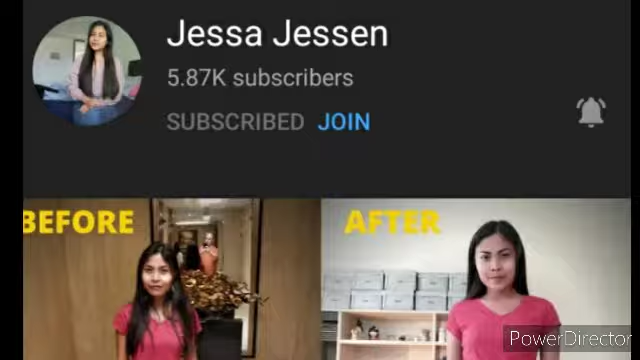 Jessa Jessen
5.87K subscribers
SUBSCRIBED JOIN
BEFORE AFTER
PowerDirector